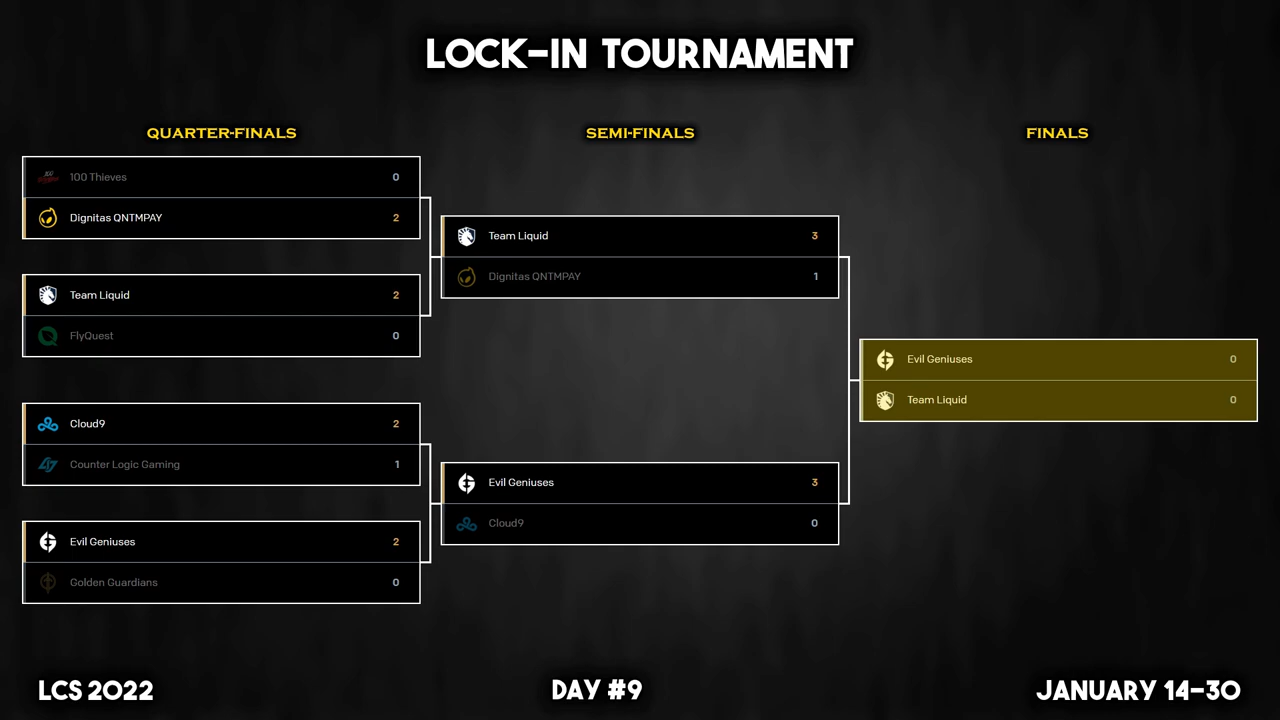 LOCK-IN TOURNAMENT
QUARTER-FINALS
100 Thieves 0
Dignitas QNTMPAY 2
Team Liquid 2
FlyQuest 0
Cloud9 2
Counter Logic Gaming 1
Evil Geniuses 2
Golden Guardians 0
SEMI-FINALS
Team Liquid 3
Dignitas QNTMPAY 1
Evil Geniuses 3
Cloud9 0
FINALS
Evil Geniuses 0
Team Liquid 0
LCS 2022
DAY #9
JANUARY 14-30